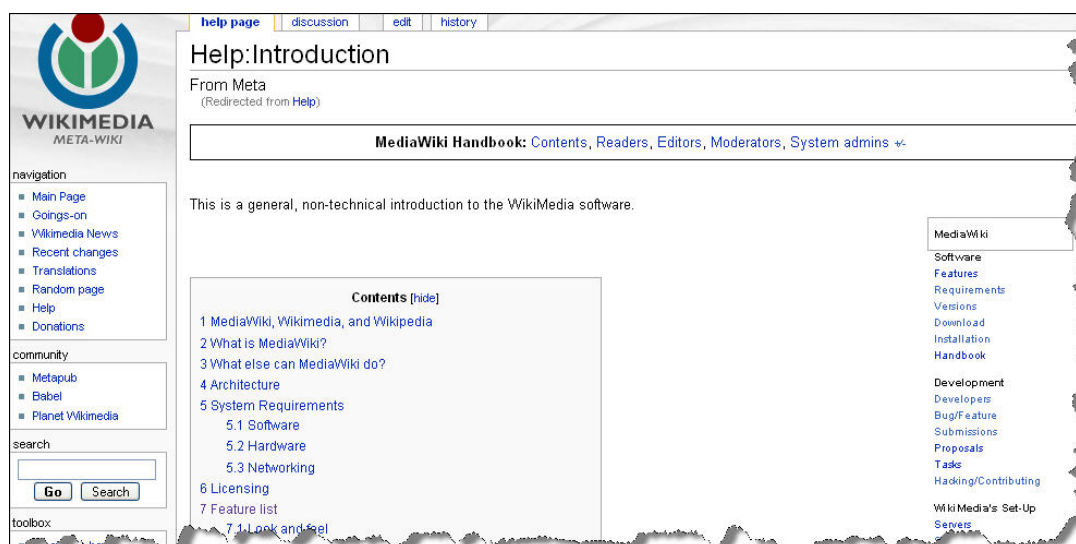 help page discussion edit history
Help:Introduction
From Meta
(Redirected from Help)
MediaWiki Handbook: Contents, Readers, Editors, Moderators, System admins +/-
This is a general, non-technical introduction to the WikiMedia software.
WIKIMEDIA
META-WIKI
navigation
Main Page
Goings-on
Wikimedia News
Recent changes
Translations
Random page
Help
Donations
community
Metapub
Babel
Planet Wikimedia
search
Go Search
toolbox
Contents [hide]
1 MediaWiki, Wikimedia, and Wikipedia
2 What is MediaWiki?
3 What else can MediaWiki do?
4 Architecture
5 System Requirements
5.1 Software
5.2 Hardware
5.3 Networking
6 Licensing
7 Feature list
7.1 Look and feel
MediaWiki
Software
Features
Requirements
Versions
Download
Installation
Handbook
Development
Developers
Bug/Feature
Submissions
Proposals
Tasks
Hacking/Contributing
WikiMedia's Set-Up
Servers